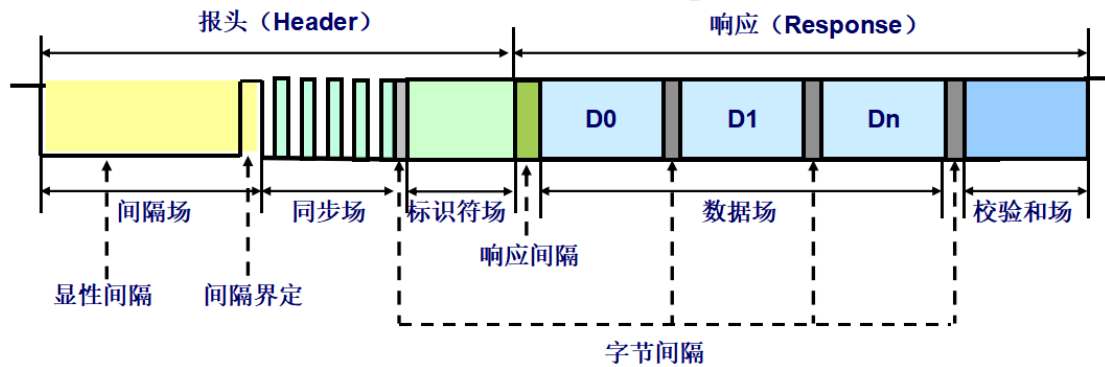 报头（Header）
响应（Response）
D0
D1
Dn
间隔场
同步场
标识符场
数据场
校验和场
响应间隔
显性间隔
间隔界定
字节间隔